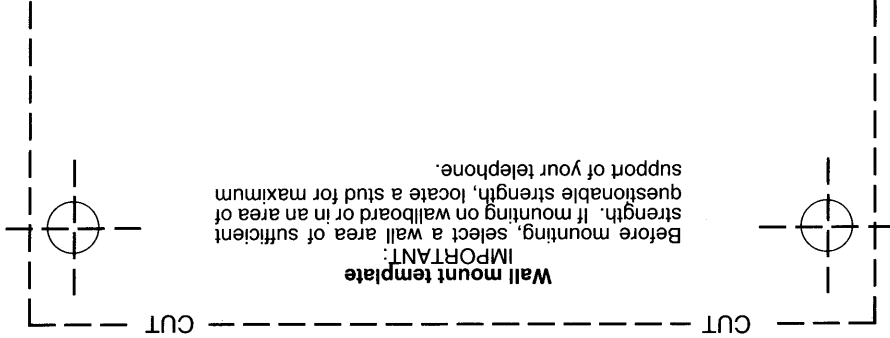 CUT CUT
Wall mount template
IMPORTANT:
Before mounting, select a wall area of sufficient
strength. If mounting on wallboard or in an area of
questionable strength, locate a stud for maximum
support of your telephone.